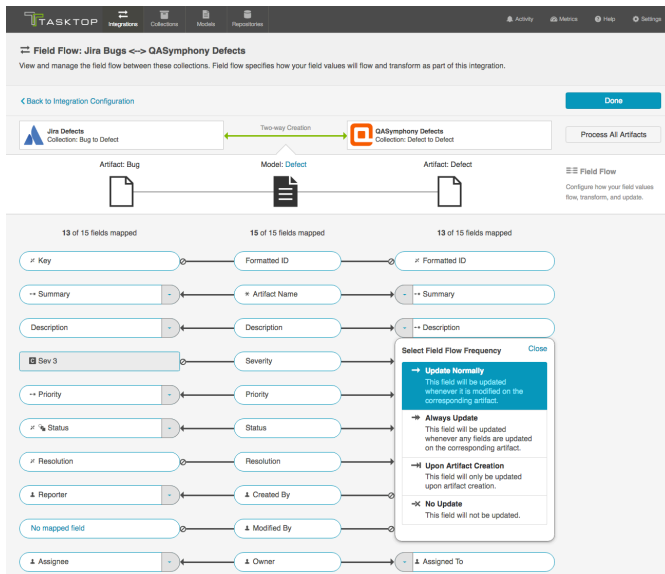 TASKTOP
Integrations
Collections
Models
Repositories
Activity
Metrics
Help
Settings
Field Flow: Jira Bugs <--> QASymphony Defects
View and manage the field flow between these collections. Field flow specifies how your field values will flow and transform as part of this integration.
Back to Integration Configuration
Done
Jira Defects
Collection: Bug to Defect
Two-way Creation
QASymphony Defects
Collection: Defect to Defect
Process All Artifacts
Artifact: Bug
Model: Defect
Artifact: Defect
Field Flow
Configure how your field values
flow, transform, and update.
13 of 15 fields mapped
15 of 15 fields mapped
13 of 15 fields mapped
Key
Formatted ID
Formatted ID
Summary
Artifact Name
Summary
Description
Description
Description
C Sev 3
Severity
Priority
Priority
Status
Status
Resolution
Resolution
Reporter
Created By
No mapped field
Modified By
Assignee
Owner
Assigned To
Select Field Flow Frequency
Close
Update Normally
This field will be updated
whenever it is modified on the
corresponding artifact.
Always Update
This field will be updated
whenever any fields are updated
on the corresponding artifact.
Upon Artifact Creation
This field will only be updated
upon artifact creation.
No Update
This field will not be updated.